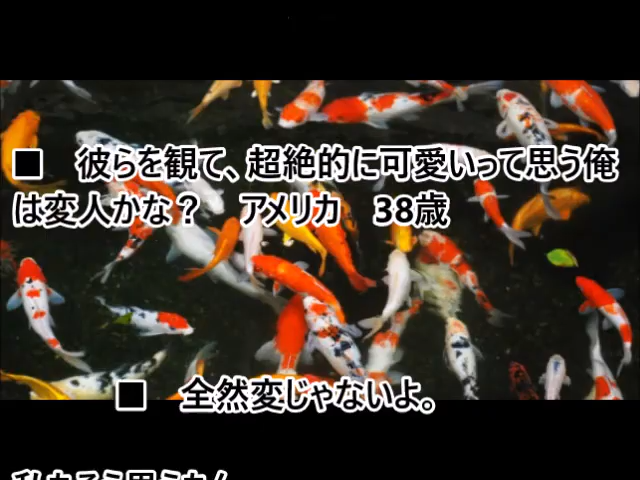 ■　彼らを観て、超絶的に可愛いって思う俺
は変人かな？　アメリカ　38歳
■　全然変じゃないよ。